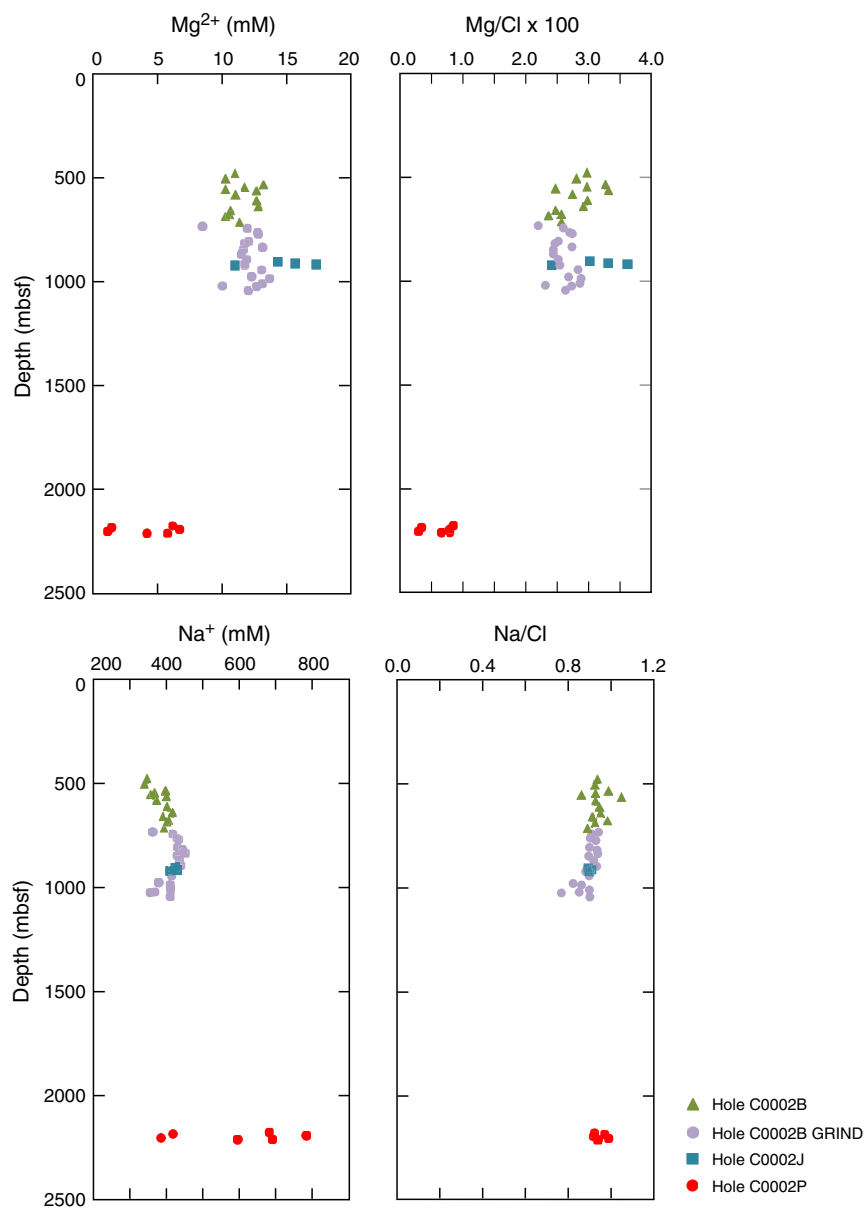 Mg2+ (mM)
Mg/Cl x 100
0 5 10 15 20
0.0 1.0 2.0 3.0 4.0
0
500
1000
1500
2000
2500
Depth (mbsf)
Na+ (mM)
Na/Cl
200 400 600 800
0.0 0.4 0.8 1.2
0
500
1000
1500
2000
2500
Depth (mbsf)
Hole C0002B
Hole C0002B GRIND
Hole C0002J
Hole C0002P